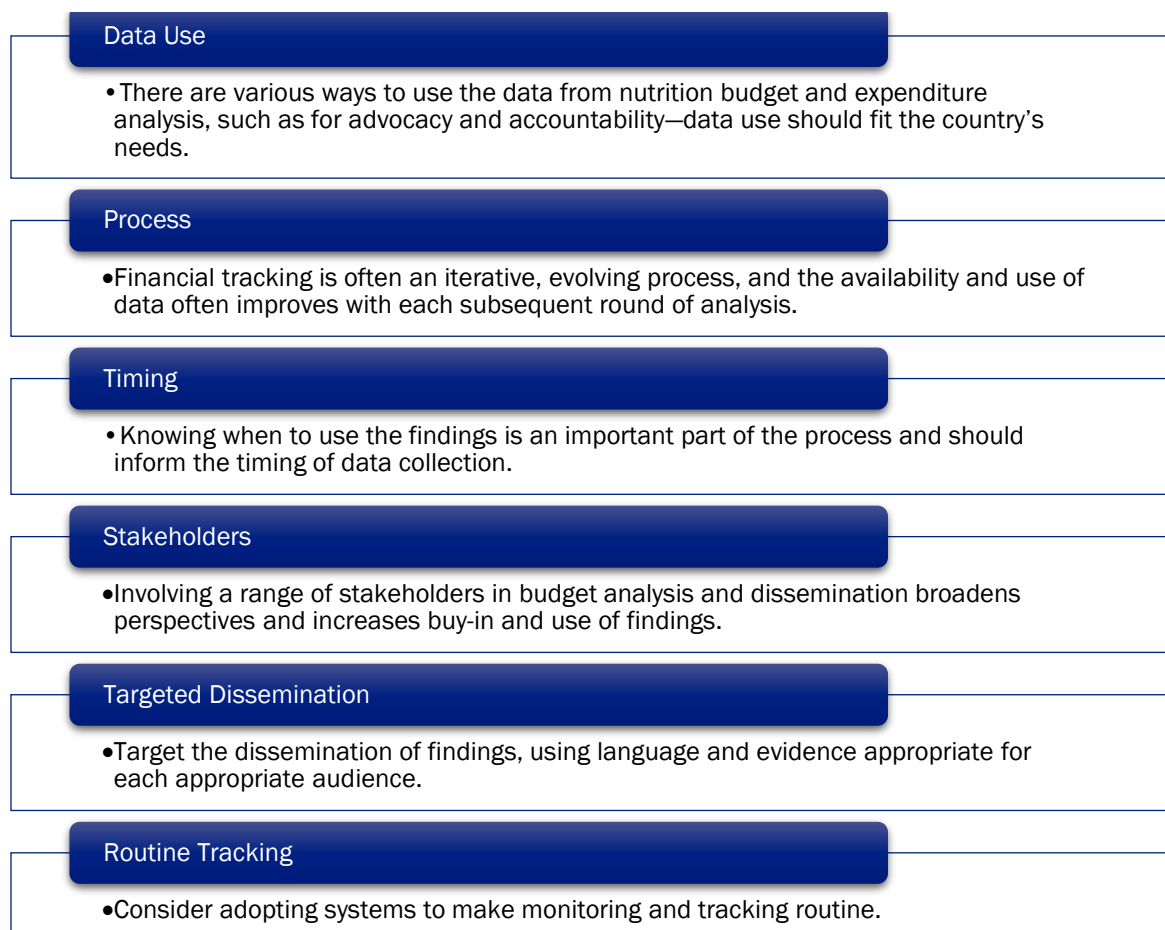 Data Use
•There are various ways to use the data from nutrition budget and expenditure
analysis, such as for advocacy and accountability—data use should fit the country's
needs.
Process
•Financial tracking is often an iterative, evolving process, and the availability and use of
data often improves with each subsequent round of analysis.
Timing
•Knowing when to use the findings is an important part of the process and should
inform the timing of data collection.
Stakeholders
•Involving a range of stakeholders in budget analysis and dissemination broadens
perspectives and increases buy-in and use of findings.
Targeted Dissemination
•Target the dissemination of findings, using language and evidence appropriate for
each appropriate audience.
Routine Tracking
•Consider adopting systems to make monitoring and tracking routine.